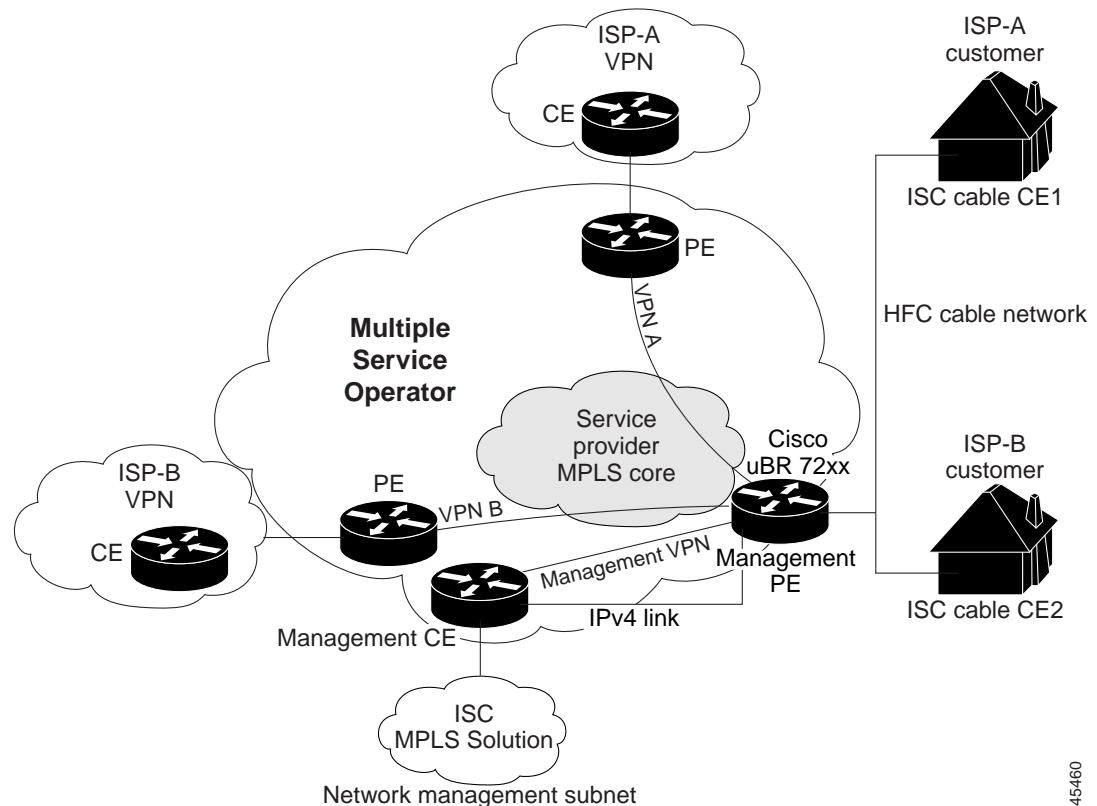 ISP-A
VPN
CE
ISP-A
customer
ISC cable CE1
PE
VPN A
HFC cable network
Multiple
Service
Operator
Service
provider
MPLS core
Cisco
uBR 72xx
ISP-B
customer
ISP-B
VPN
CE
PE
VPN B
Management VPN
Management
PE
IPv4 link
ISC cable CE2
Management CE
ISC
MPLS Solution
Network management subnet
45460